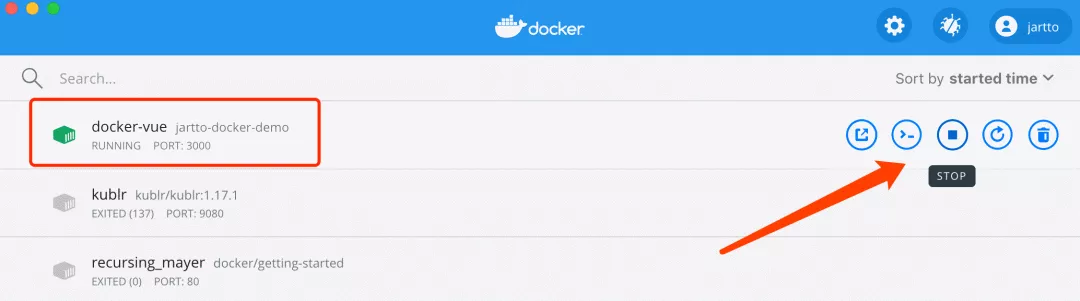 docker
jartto
Search...
Sort by started time
docker-vue jartto-docker-demo
RUNNING PORT: 3000
STOP
kublr kublr/kublr:1.17.1
EXITED (137) PORT: 9080
recursing_mayer docker/getting-started
EXITED (0) PORT: 80